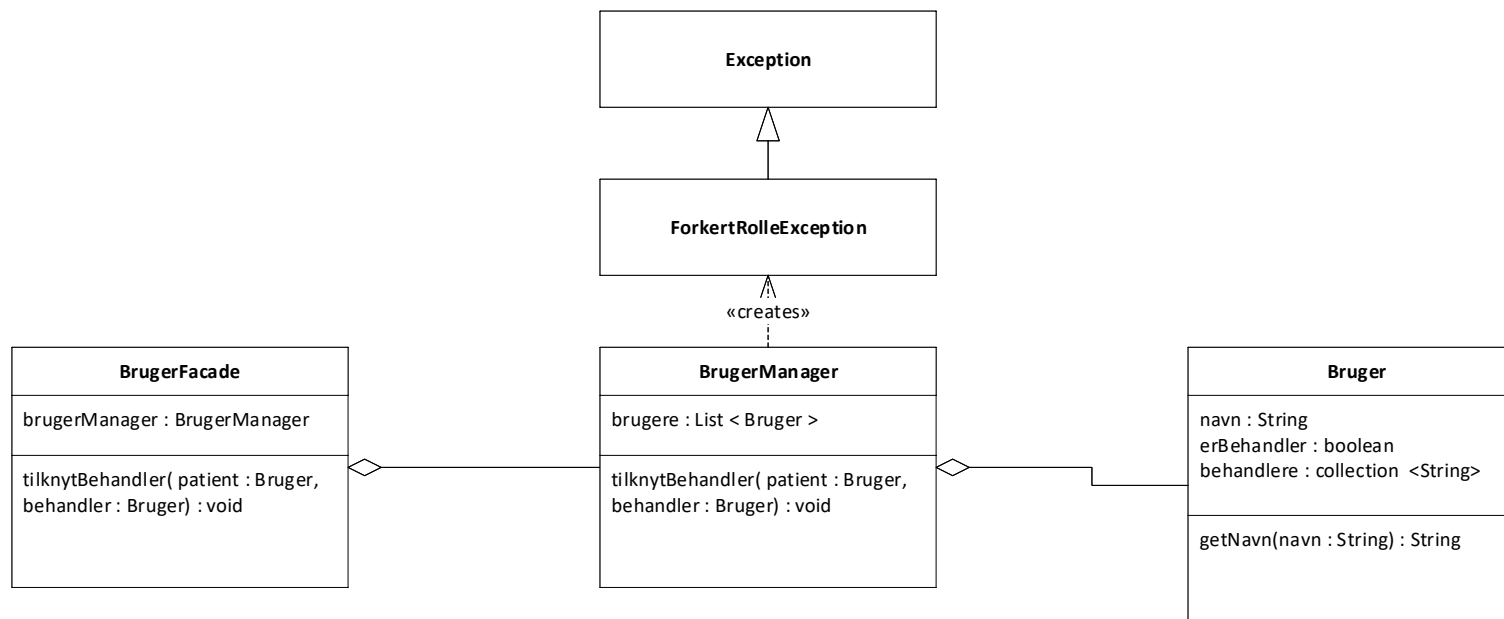 Exception
ForkertRolleException
«creates»
BrugerFacade
brugerManager : BrugerManager
tilknytBehandler( patient : Bruger,
behandler : Bruger) : void
BrugerManager
brugere : List < Bruger >
tilknytBehandler( patient : Bruger,
behandler : Bruger) : void
Bruger
navn : String
erBehandler : boolean
behandlere : collection <String>
getNavn(navn : String) : String